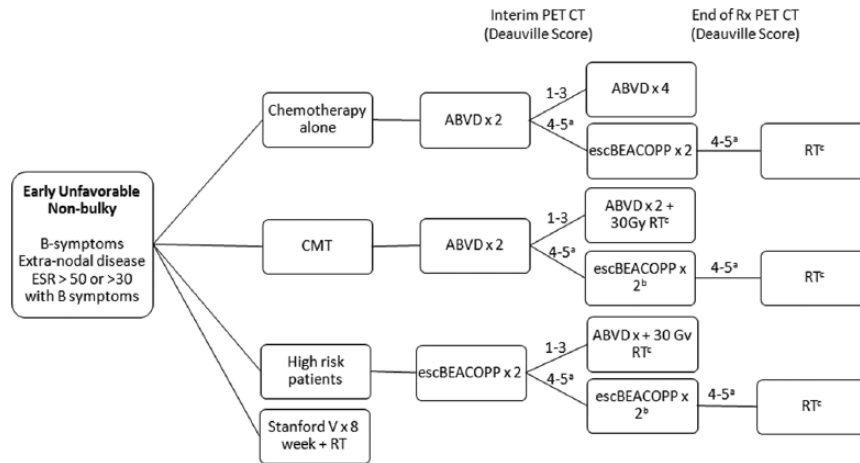 Interim PET CT
(Deauville Score)
End of Rx PET CT
(Deauville Score)
Early Unfavorable
Non-bulky
B-symptoms
Extra-nodal disease
ESR > 50 or >30
with B symptoms
Chemotherapy
alone
ABVD x 2
1-3
ABVD x 4
4-5ᵃ
escBEACOPP x 2
4-5ᵃ
RTᶜ
CMT
ABVD x 2
1-3
ABVD x 2 +
30Gy RTᶜ
4-5ᵃ
escBEACOPP x
2ᵇ
4-5ᵃ
RTᶜ
High risk
patients
escBEACOPP x 2
1-3
ABVD x + 30 Gv
RTᶜ
4-5ᵃ
escBEACOPP x
2ᵇ
4-5ᵃ
RTᶜ
Stanford V x 8
week + RT